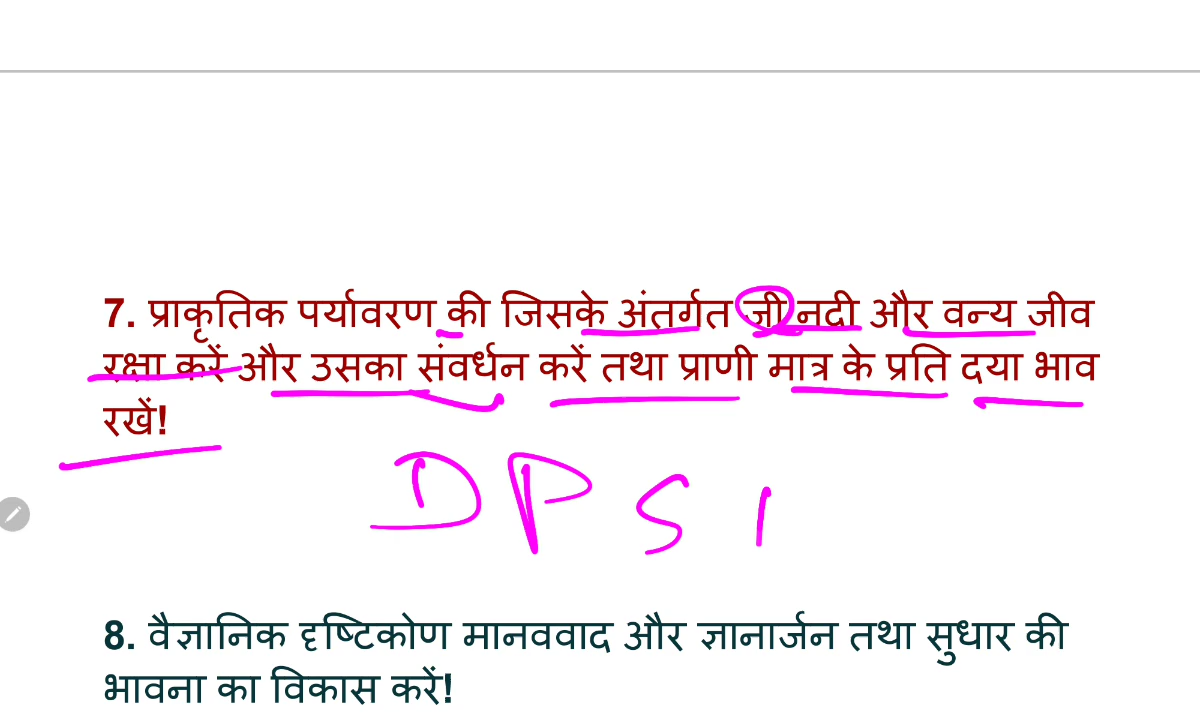 7. प्राकृतिक पर्यावरण की जिसके अंतर्गत जी नदी और वन्य जीव
रक्षा करें और उसका संवर्धन करें तथा प्राणी मात्र के प्रति दया भाव
रखें!
DPSI
8. वैज्ञानिक दृष्टिकोण मानववाद और ज्ञानार्जन तथा सुधार की
भावना का विकास करें!